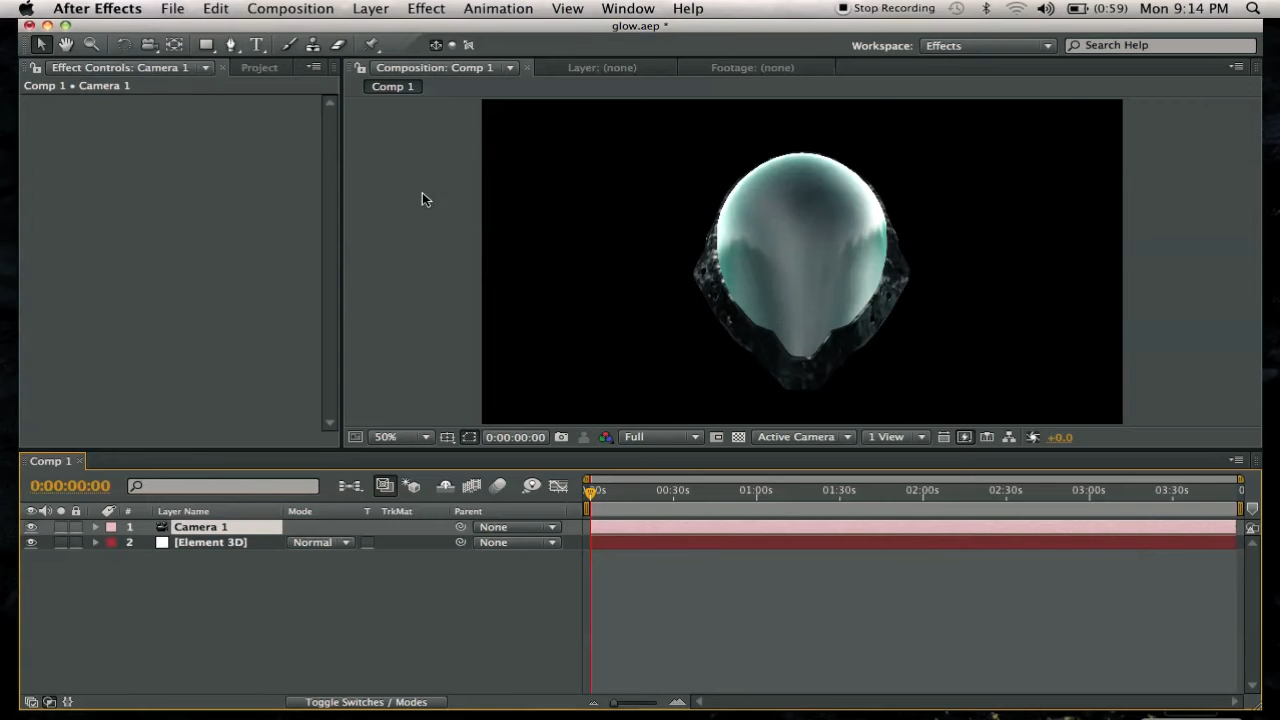 After Effects File Edit Composition Layer Effect Animation View Window Help Stop Recording (0:59) Mon 9:14 PM
glow.aep *
Workspace: Effects Search Help
Effect Controls: Camera 1 Project Composition: Comp 1 Layer: (none) Footage: (none)
Comp 1 • Camera 1 Comp 1
50% 0:00:00:00 Full Active Camera 1 View +0.0
Comp 1
0:00:00:00 00:30s 01:00s 01:30s 02:00s 02:30s 03:00s 03:30s
# Layer Name Mode T TrkMat Parent
1 Camera 1 None
2 [Element 3D] Normal None
Toggle Switches / Modes